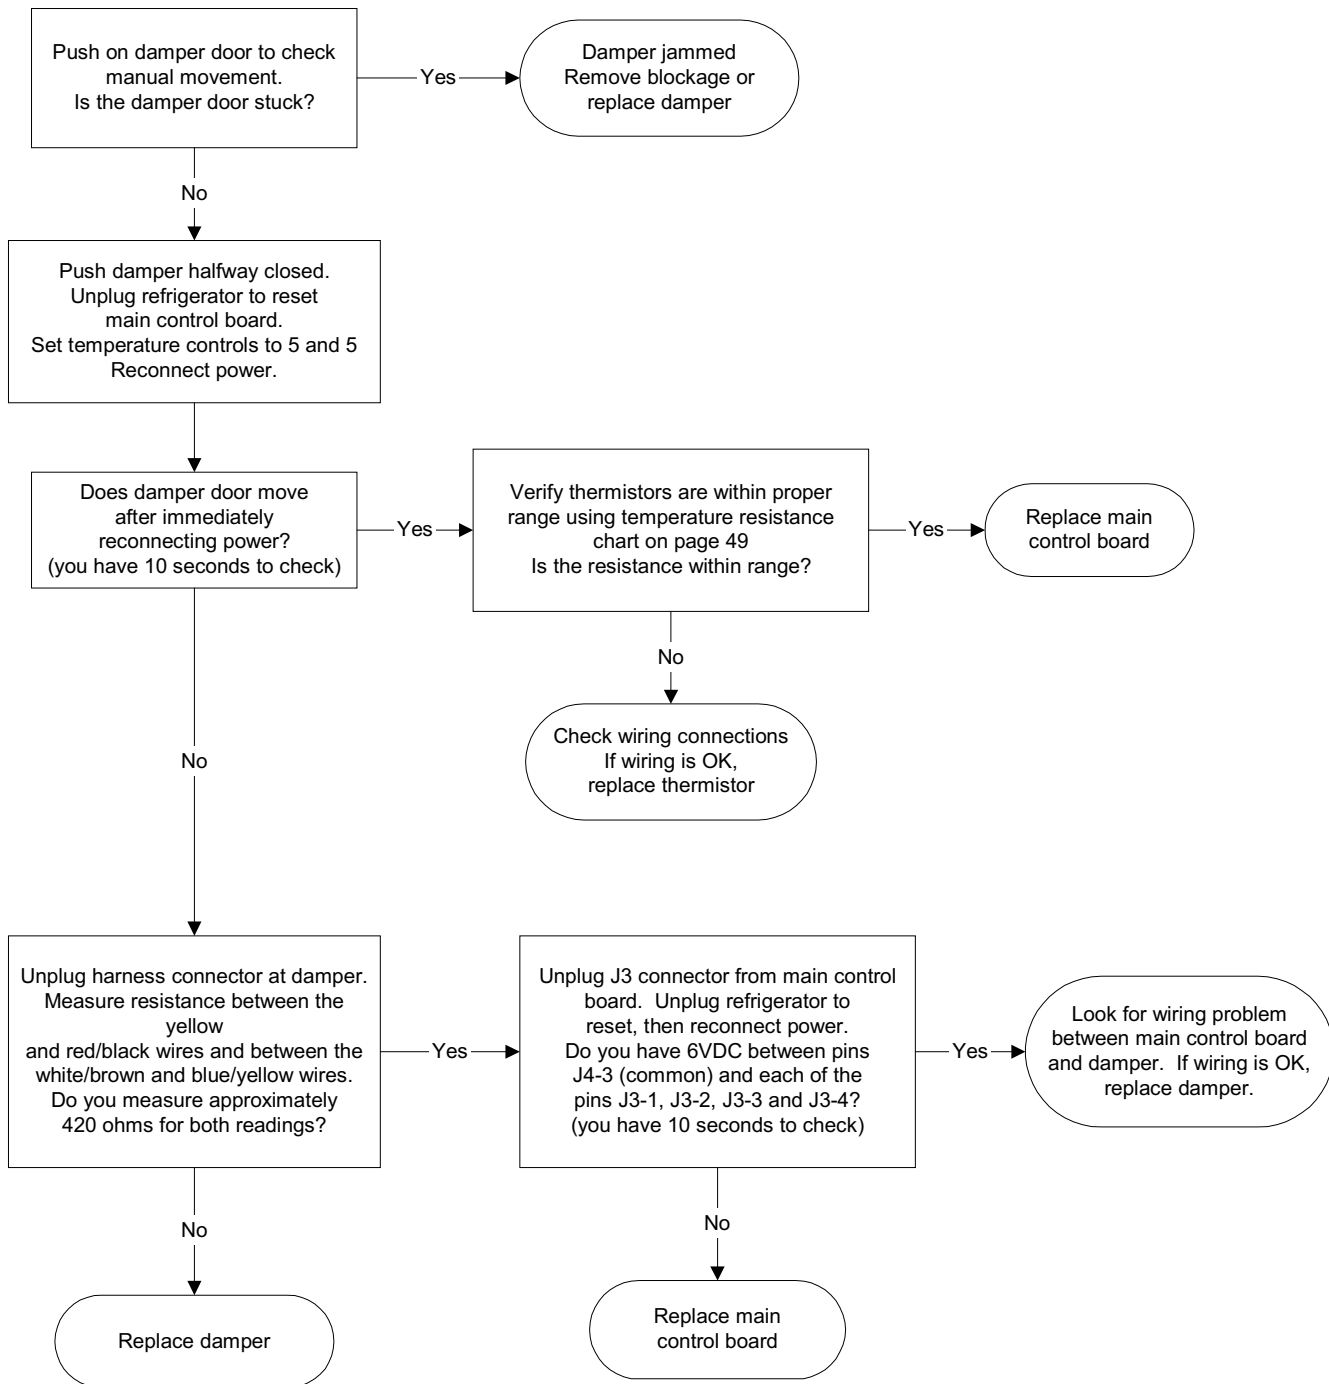 Push on damper door to check
manual movement.
Is the damper door stuck?
Yes
Damper jammed
Remove blockage or
replace damper
No
Push damper halfway closed.
Unplug refrigerator to reset
main control board.
Set temperature controls to 5 and 5
Reconnect power.
Does damper door move
after immediately
reconnecting power?
(you have 10 seconds to check)
Yes
Verify thermistors are within proper
range using temperature resistance
chart on page 49
Is the resistance within range?
Yes
Replace main
control board
No
Check wiring connections
If wiring is OK,
replace thermistor
No
Unplug harness connector at damper.
Measure resistance between the
yellow
and red/black wires and between the
white/brown and blue/yellow wires.
Do you measure approximately
420 ohms for both readings?
Yes
Unplug J3 connector from main control
board.  Unplug refrigerator to
reset, then reconnect power.
Do you have 6VDC between pins
J4-3 (common) and each of the
pins J3-1, J3-2, J3-3 and J3-4?
(you have 10 seconds to check)
Yes
Look for wiring problem
between main control board
and damper.  If wiring is OK,
replace damper.
No
Replace damper
No
Replace main
control board